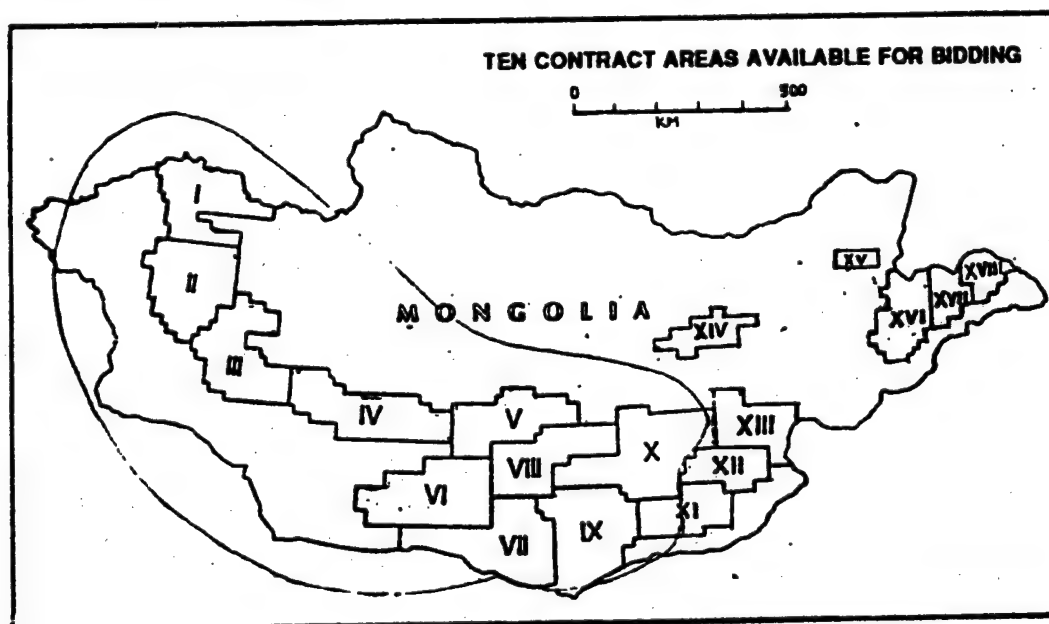 TEN CONTRACT AREAS AVAILABLE FOR BIDDING
0 500
KM
I
XV
XVII
II
XVII
MONGOLIA
XVI
XIV
III
IV
V
XIII
VIII
X
XII
VI
XI
VII
IX